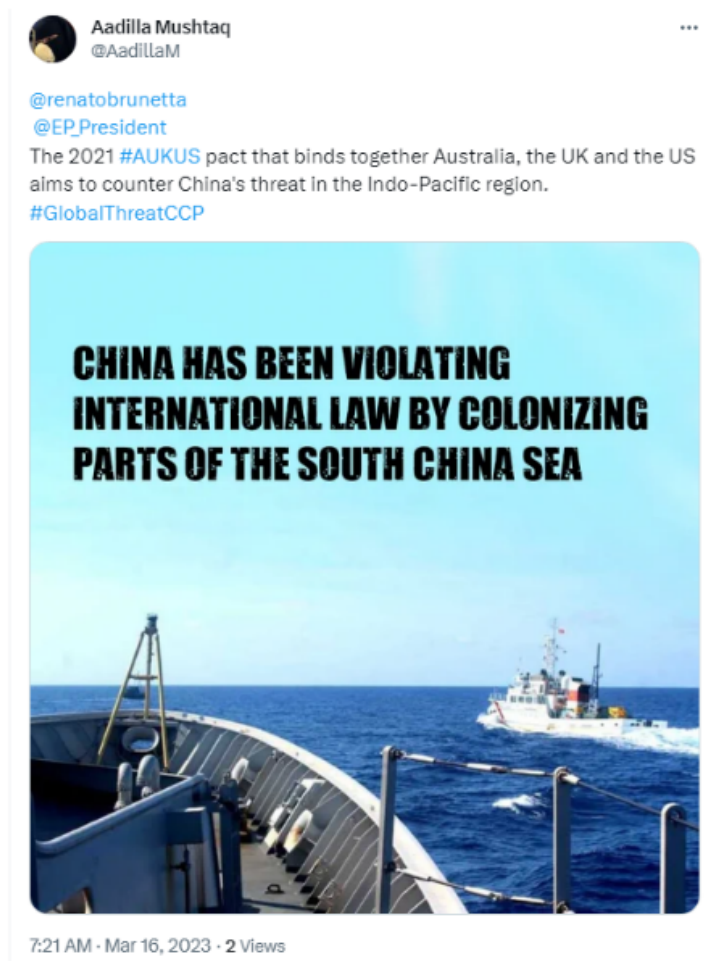 Aadilla Mushtaq
@AadillaM
@renatobrunetta
@EP_President
The 2021 #AUKUS pact that binds together Australia, the UK and the US
aims to counter China's threat in the Indo-Pacific region.
#GlobalThreatCCP
CHINA HAS BEEN VIOLATING
INTERNATIONAL LAW BY COLONIZING
PARTS OF THE SOUTH CHINA SEA
7:21 AM · Mar 16, 2023 · 2 Views